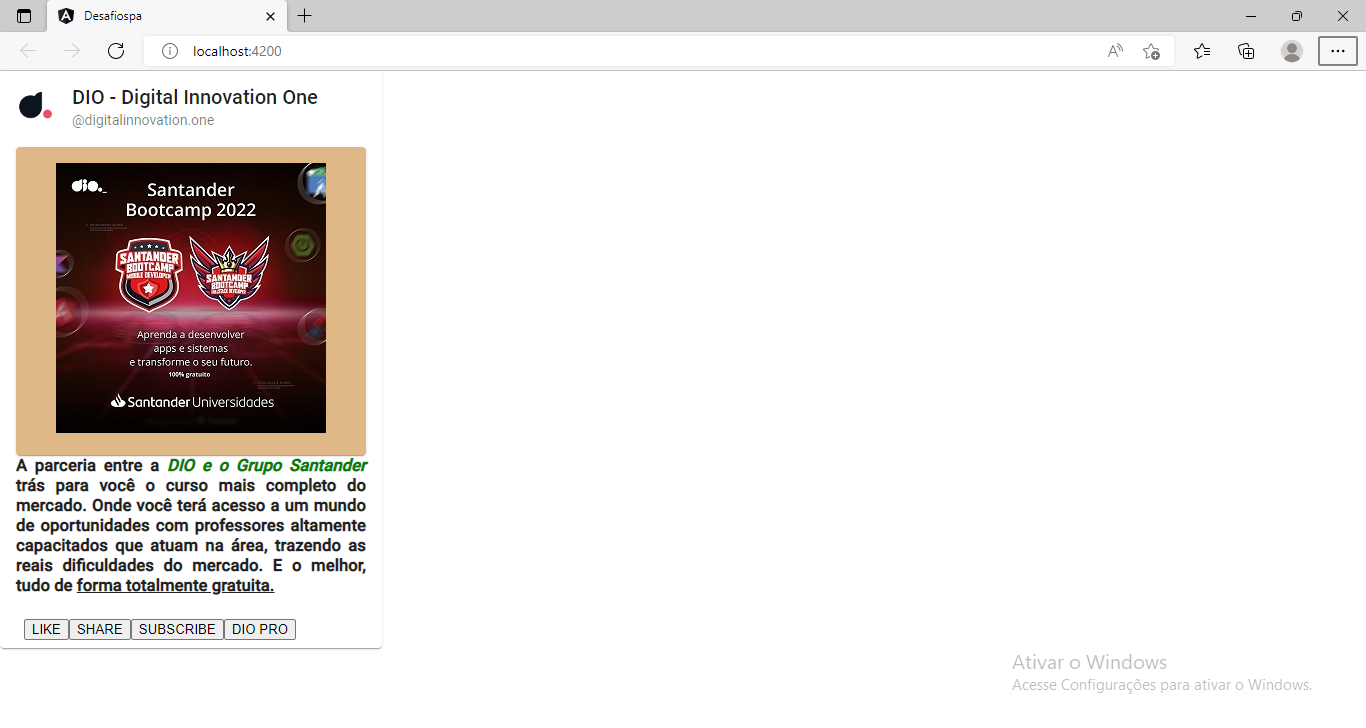 Desafiospa
localhost:4200
DIO - Digital Innovation One
@digitalinnovation.one
dio._
Santander
Bootcamp 2022
SANTANDER
BOOTCAMP
MOBILE DEVELOPER
SANTANDER
BOOTCAMP
FULLSTACK DEVELOPER
Aprenda a desenvolver
apps e sistemas
e transforme o seu futuro.
100% gratuito
Santander Universidades
A parceria entre a DIO e o Grupo Santander
trás para você o curso mais completo do
mercado. Onde você terá acesso a um mundo
de oportunidades com professores altamente
capacitados que atuam na área, trazendo as
reais dificuldades do mercado. E o melhor,
tudo de forma totalmente gratuita.
LIKE SHARE SUBSCRIBE DIO PRO
Ativar o Windows
Acesse Configurações para ativar o Windows.